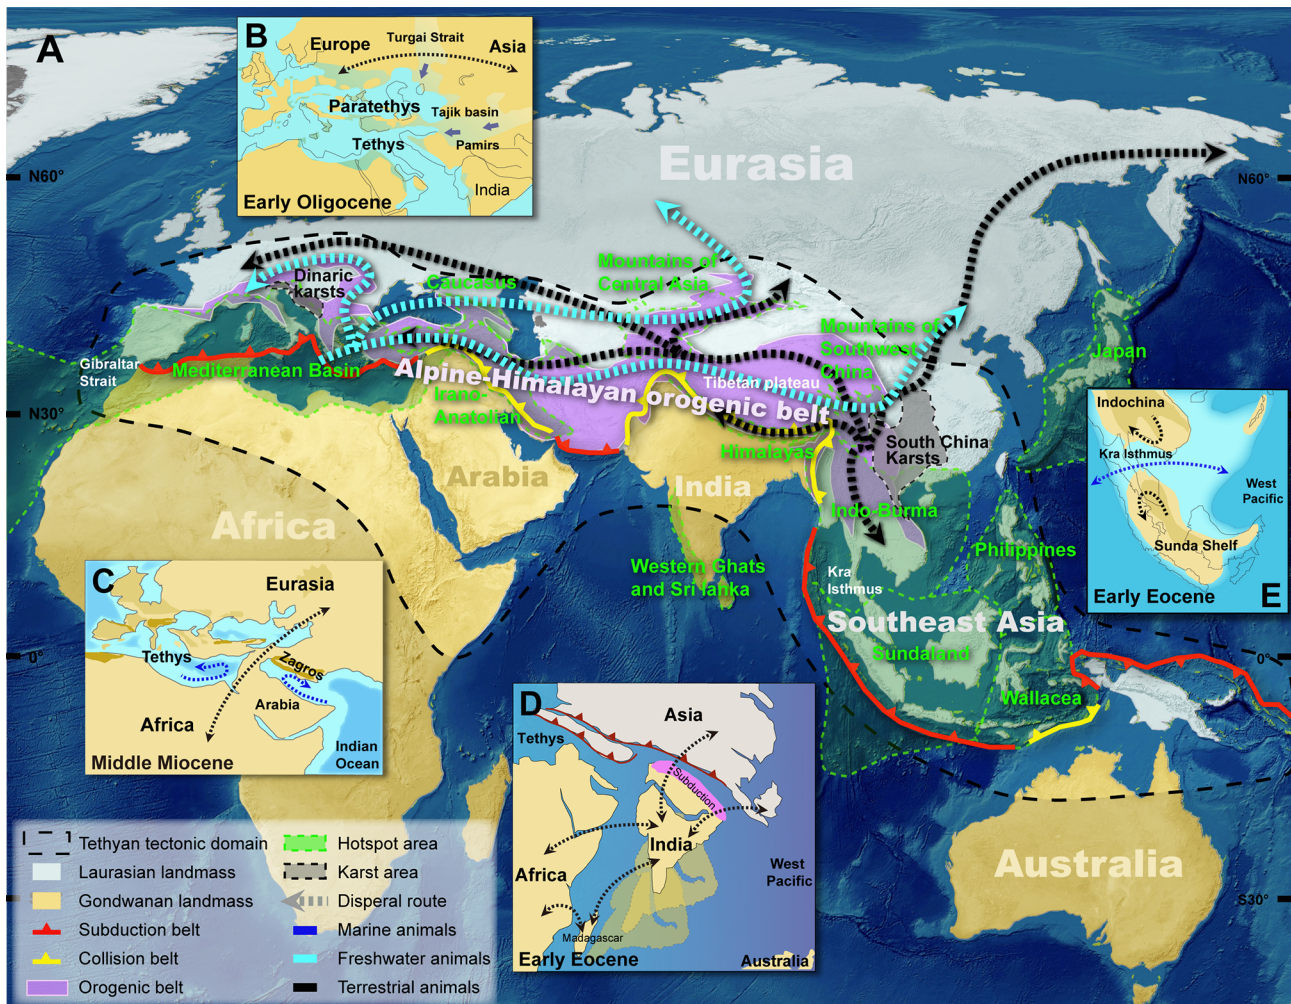 A
B
Europe
Turgai Strait
Asia
Paratethys
Tajik basin
Tethys
Pamirs
India
Early Oligocene
Eurasia
N60°
N60°
Dinaric
karsts
Caucasus
Mountains of
Central Asia
Mountains of
Southwest
China
Japan
Gibraltar
Strait
Mediterranean Basin
Alpine-Himalayan orogenic belt
Tibetan plateau
Irano-
Anatolian
N30°
N30°
Himalayas
South China
Karsts
Arabia
India
Africa
Indo-Burma
Philippines
Western Ghats
and Sri lanka
Kra
Isthmus
Southeast Asia
Sundaland
Wallacea
0°
0°
Indochina
Kra Isthmus
West
Pacific
Sunda Shelf
Early Eocene
E
C
Eurasia
Tethys
Zagros
Arabia
Africa
Indian
Ocean
Middle Miocene
D
Asia
Tethys
Subduction
India
Africa
West
Pacific
Madagascar
Early Eocene
Australia
Australia
S30°
Tethyan tectonic domain
Laurasian landmass
Gondwanan landmass
Subduction belt
Collision belt
Orogenic belt
Hotspot area
Karst area
Disperal route
Marine animals
Freshwater animals
Terrestrial animals